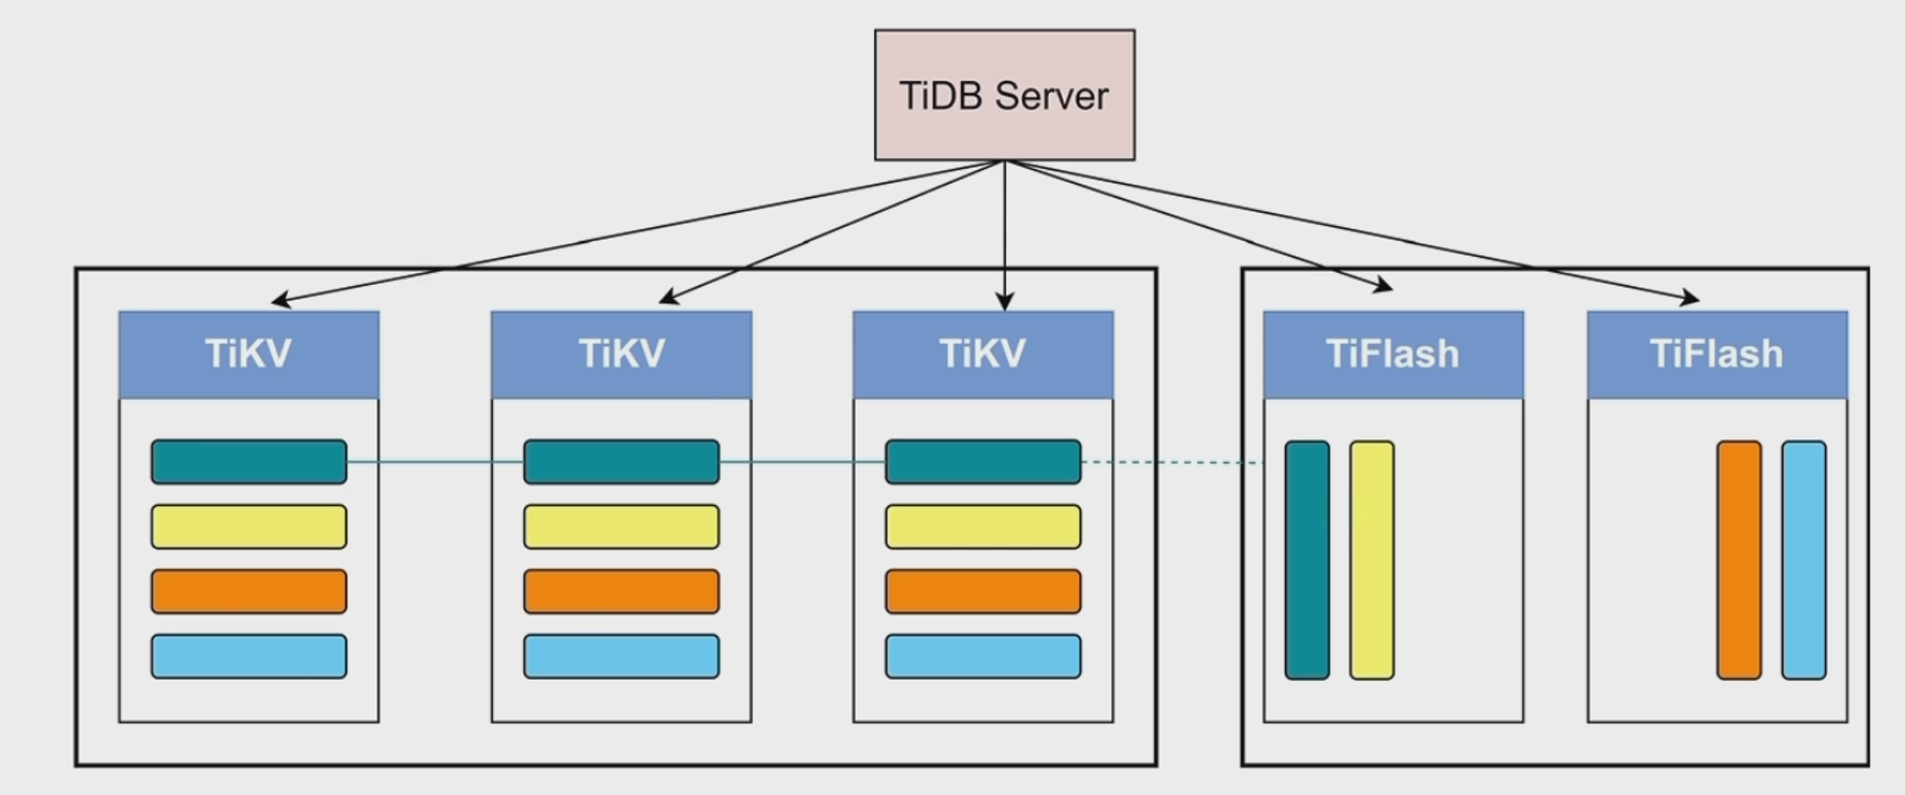 TiDB Server
TiKV
TiKV
TiKV
TiFlash
TiFlash